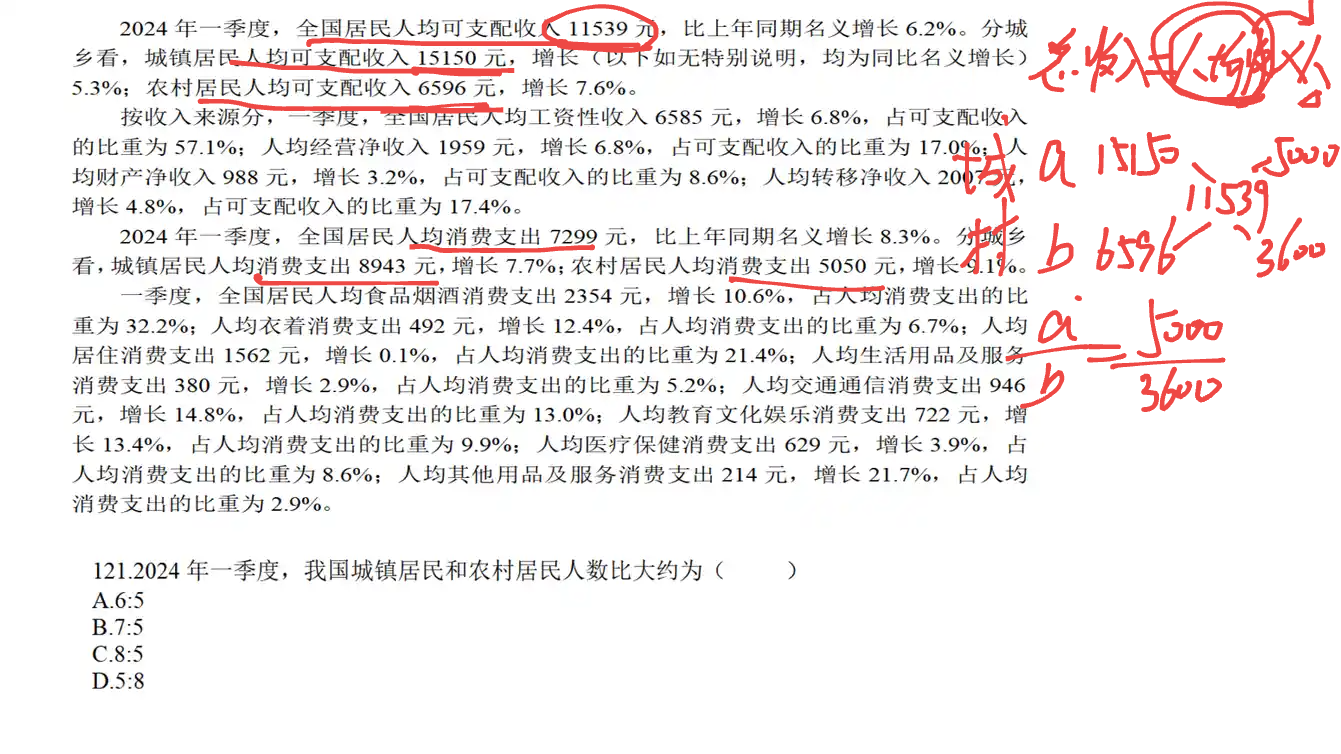 2024 年一季度，全国居民人均可支配收入 11539 元，比上年同期名义增长 6.2%。分城
乡看，城镇居民人均可支配收入 15150 元，增长（以下如无特别说明，均为同比名义增长）
5.3%；农村居民人均可支配收入 6596 元，增长 7.6%。
按收入来源分，一季度，全国居民人均工资性收入 6585 元，增长 6.8%，占可支配收入
的比重为 57.1%；人均经营净收入 1959 元，增长 6.8%，占可支配收入的比重为 17.0%；人
均财产净收入 988 元，增长 3.2%，占可支配收入的比重为 8.6%；人均转移净收入 2007 元，
增长 4.8%，占可支配收入的比重为 17.4%。
2024 年一季度，全国居民人均消费支出 7299 元，比上年同期名义增长 8.3%。分城乡
看，城镇居民人均消费支出 8943 元，增长 7.7%；农村居民人均消费支出 5050 元，增长 9.1%。
一季度，全国居民人均食品烟酒消费支出 2354 元，增长 10.6%，占人均消费支出的比
重为 32.2%；人均衣着消费支出 492 元，增长 12.4%，占人均消费支出的比重为 6.7%；人均
居住消费支出 1562 元，增长 0.1%，占人均消费支出的比重为 21.4%；人均生活用品及服务
消费支出 380 元，增长 2.9%，占人均消费支出的比重为 5.2%；人均交通通信消费支出 946
元，增长 14.8%，占人均消费支出的比重为 13.0%；人均教育文化娱乐消费支出 722 元，增
长 13.4%，占人均消费支出的比重为 9.9%；人均医疗保健消费支出 629 元，增长 3.9%，占
人均消费支出的比重为 8.6%；人均其他用品及服务消费支出 214 元，增长 21.7%，占人均
消费支出的比重为 2.9%。
121.2024 年一季度，我国城镇居民和农村居民人数比大约为（　　）
A.6:5
B.7:5
C.8:5
D.5:8
总收入=人均×人
城 a 15150 5000
11539
村 b 6596 3600
a 5000
b = 3600